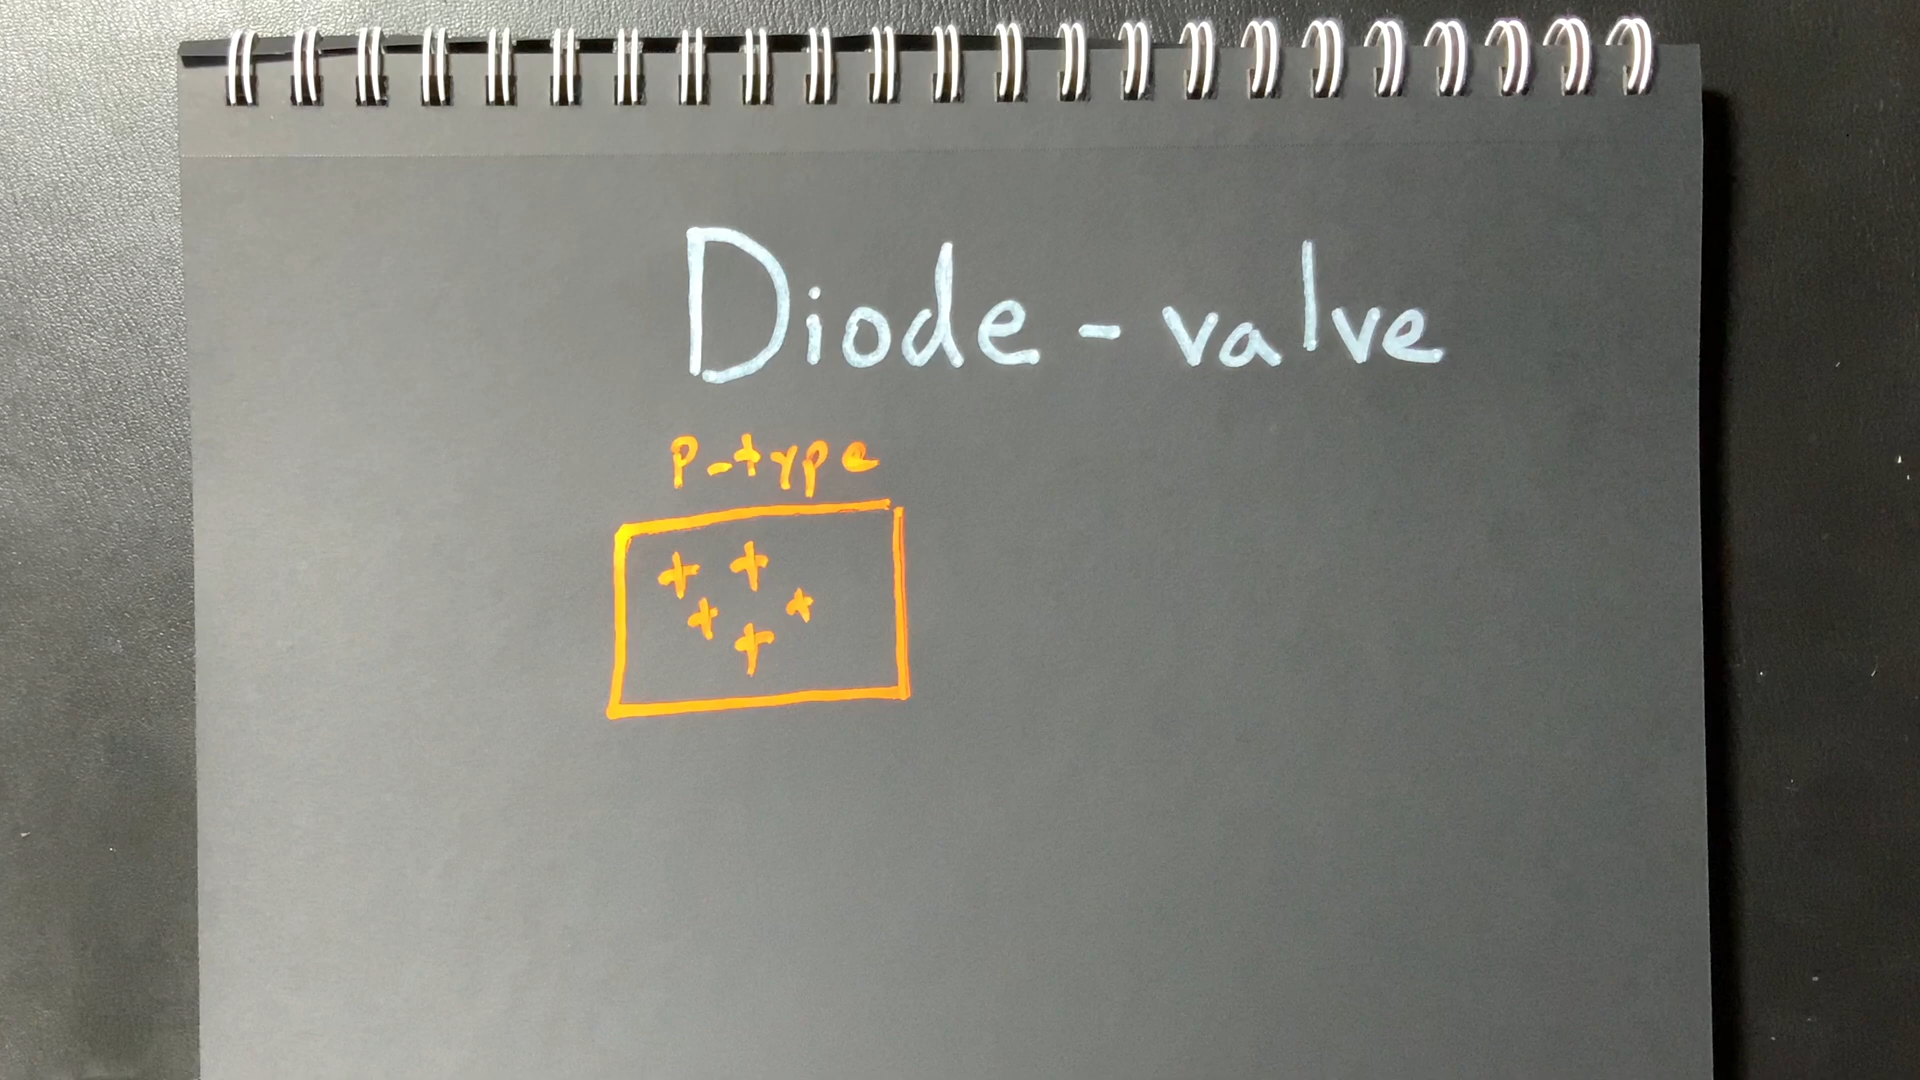 Diode - valve
P-type
+ +
+ +
+